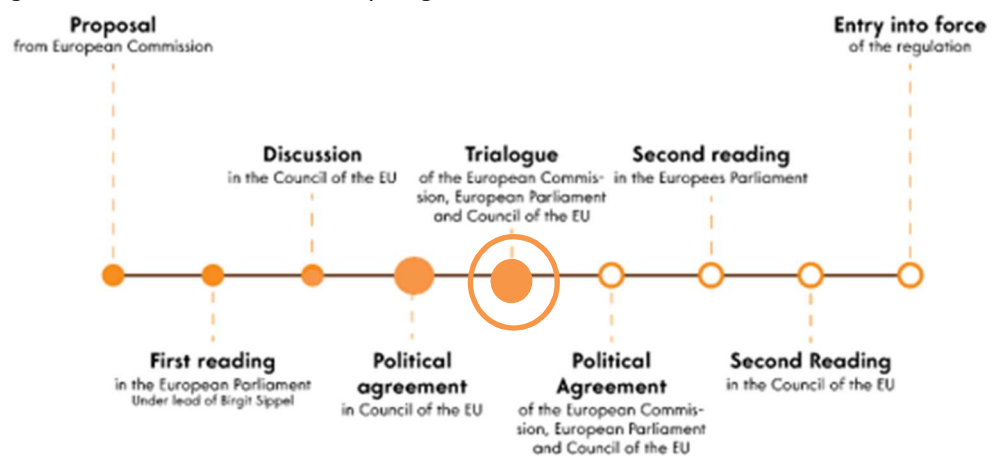 Proposal
from European Commission
Entry into force
of the regulation
Discussion
in the Council of the EU
Trialogue
of the European Commis-
sion, European Parliament
and Council of the EU
Second reading
in the Europees Parliament
First reading
in the European Parliament
Under lead of Birgit Sippel
Political
agreement
in Council of the EU
Political
Agreement
of the European Commis-
sion, European Parliament
and Council of the EU
Second Reading
in the Council of the EU